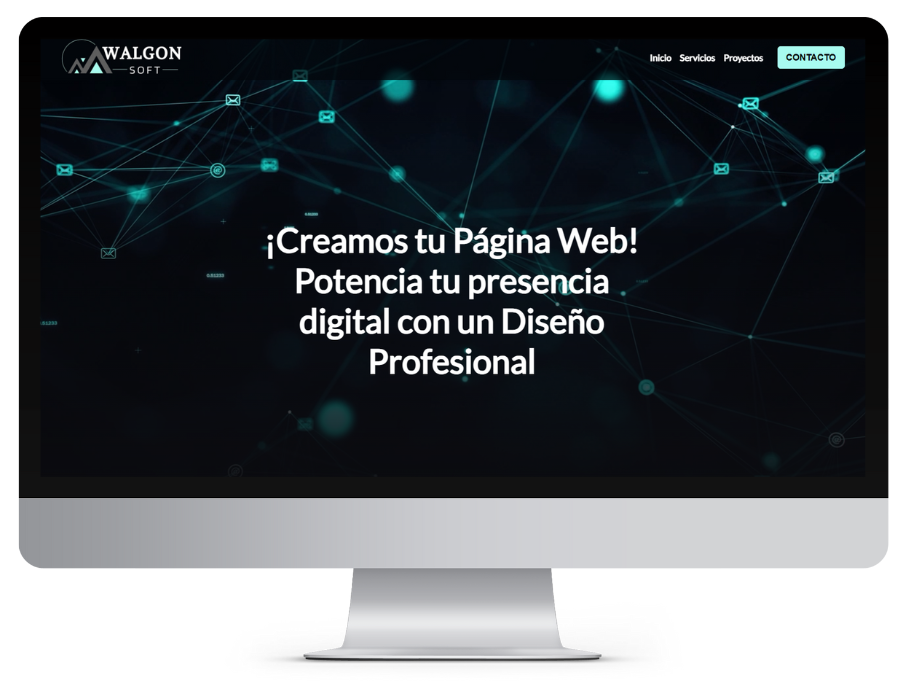 WALGON
SOFT
Inicio Servicios Proyectos CONTACTO
¡Creamos tu Página Web!
Potencia tu presencia
digital con un Diseño
Profesional